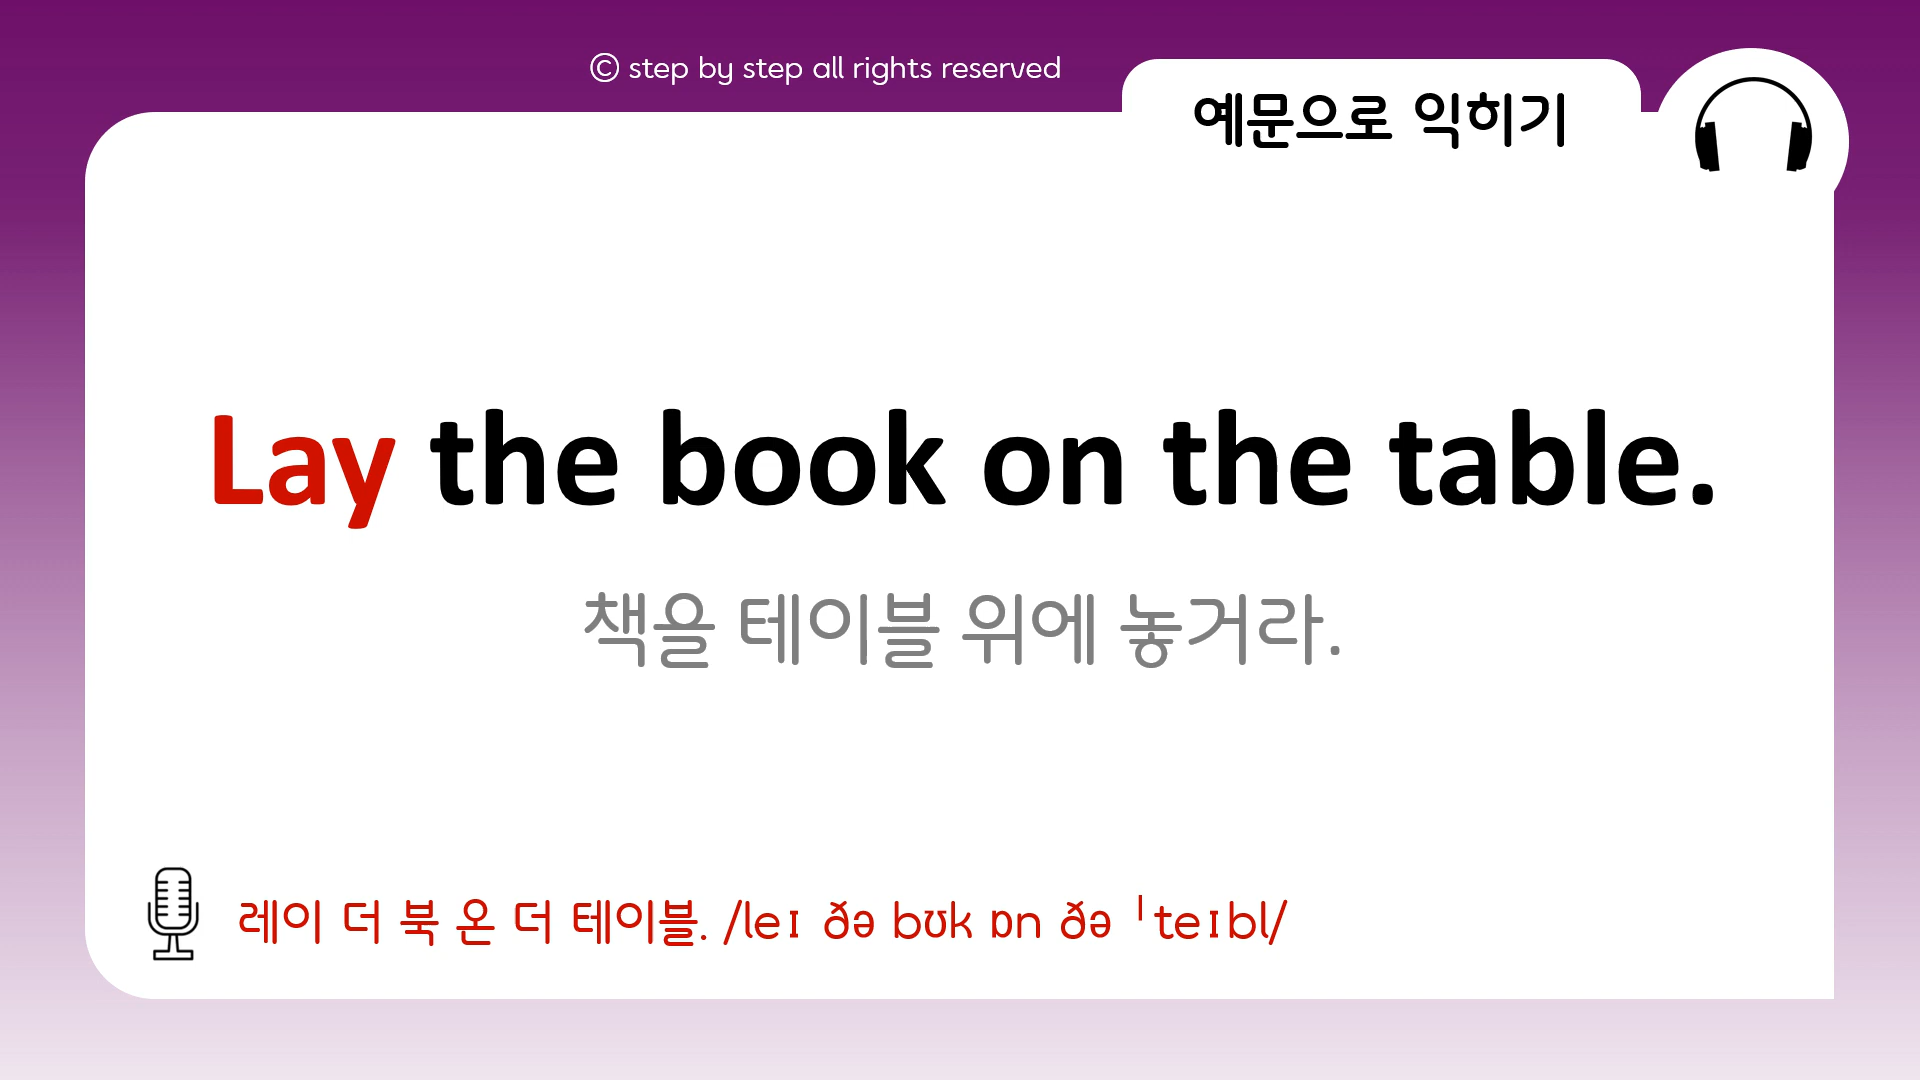 © step by step all rights reserved
예문으로 익히기
Lay the book on the table.
책을 테이블 위에 놓거라.
레이 더 북 온 더 테이블. /leɪ ðə bʊk ɒn ðə ˈteɪbl/